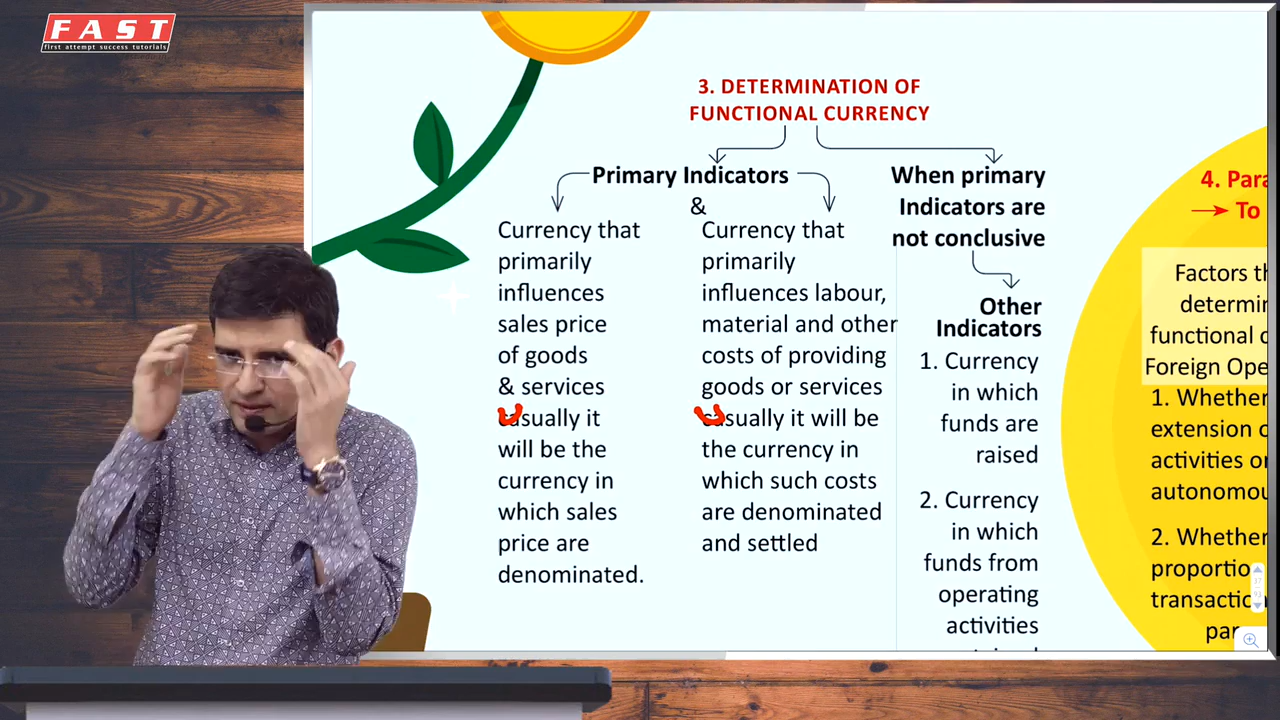 FAST
first attempt success tutorials
3. DETERMINATION OF
FUNCTIONAL CURRENCY
Primary Indicators
&
Currency that
primarily
influences
sales price
of goods
& services
casually it
will be the
currency in
which sales
price are
denominated.
Currency that
primarily
influences labour,
material and other
costs of providing
goods or services
casually it will be
the currency in
which such costs
are denominated
and settled
When primary
Indicators are
not conclusive
Other
Indicators
1. Currency
in which
funds are
raised
2. Currency
in which
funds from
operating
activities
4. Para
→ To
Factors th
determin
functional c
Foreign Ope
1. Whether
extension o
activities or
autonomou
2. Whether
proportio
transactio
par